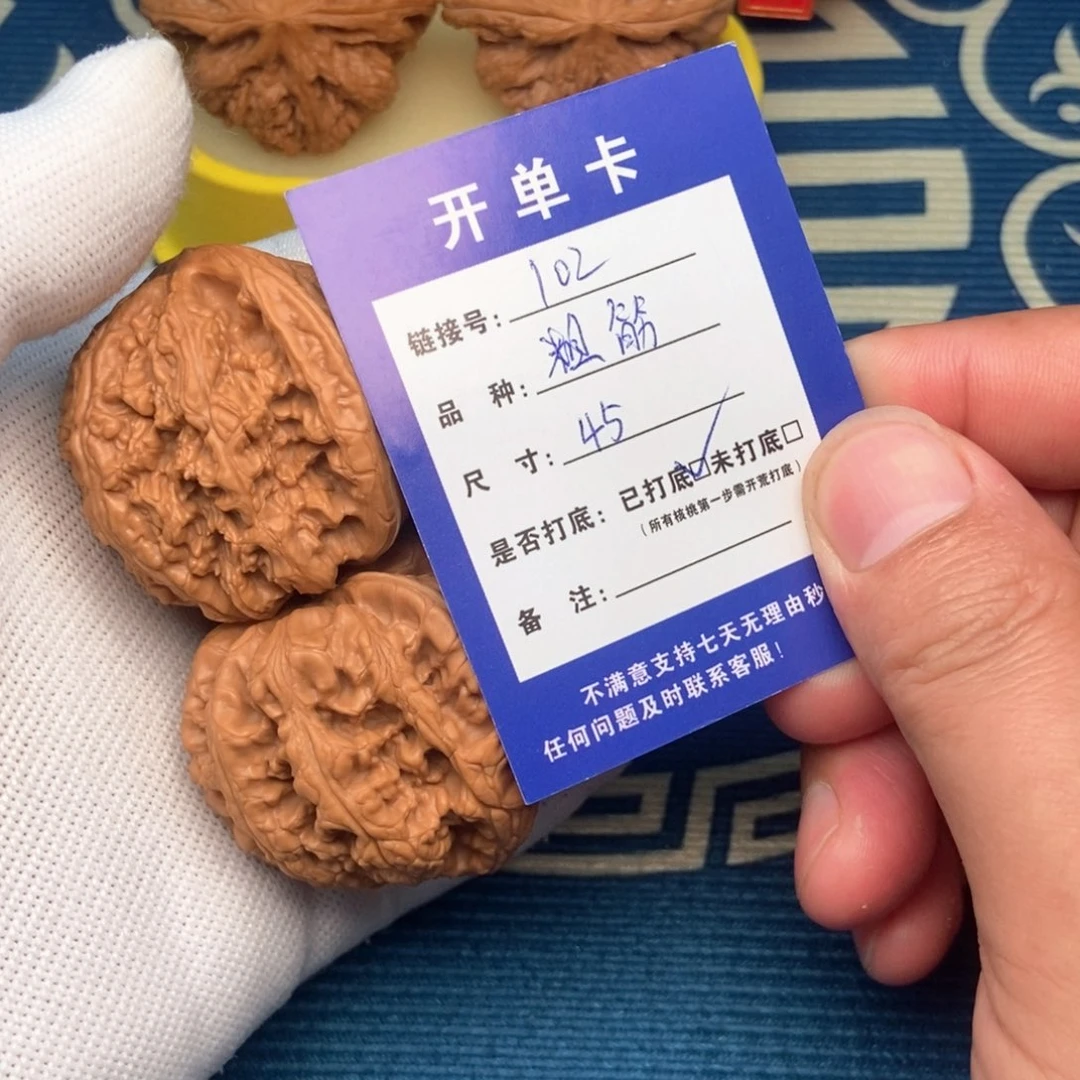 开单卡
链接号：102
品 种：粗筋
尺 寸：45
是否打底：已打底☑未打底☐
（所有核桃第一步需开荒打底）
备 注：
不满意支持七天无理由秒
任何问题及时联系客服！